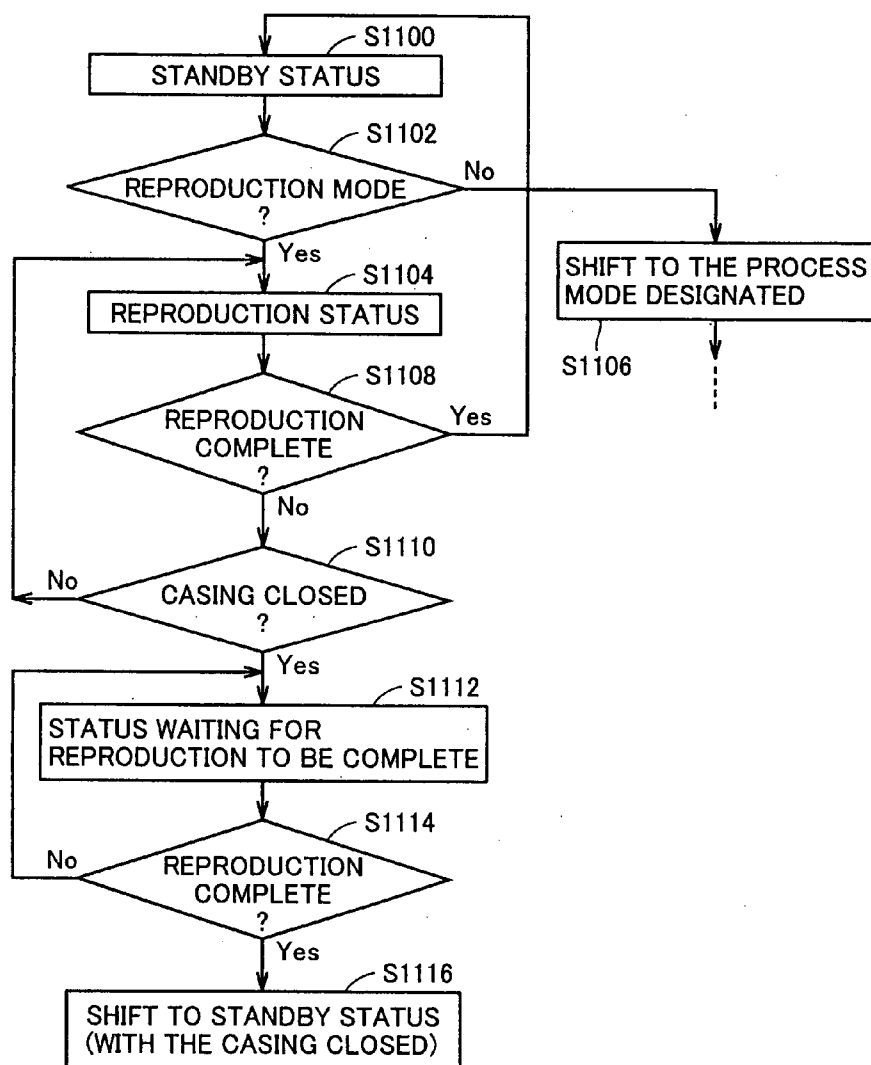 S1100
STANDBY STATUS
S1102
REPRODUCTION MODE
?
No
Yes
S1104
REPRODUCTION STATUS
SHIFT TO THE PROCESS
MODE DESIGNATED
S1106
S1108
REPRODUCTION
COMPLETE
?
Yes
No
S1110
CASING CLOSED
?
No
Yes
S1112
STATUS WAITING FOR
REPRODUCTION TO BE COMPLETE
S1114
REPRODUCTION
COMPLETE
?
No
Yes
S1116
SHIFT TO STANDBY STATUS
(WITH THE CASING CLOSED)